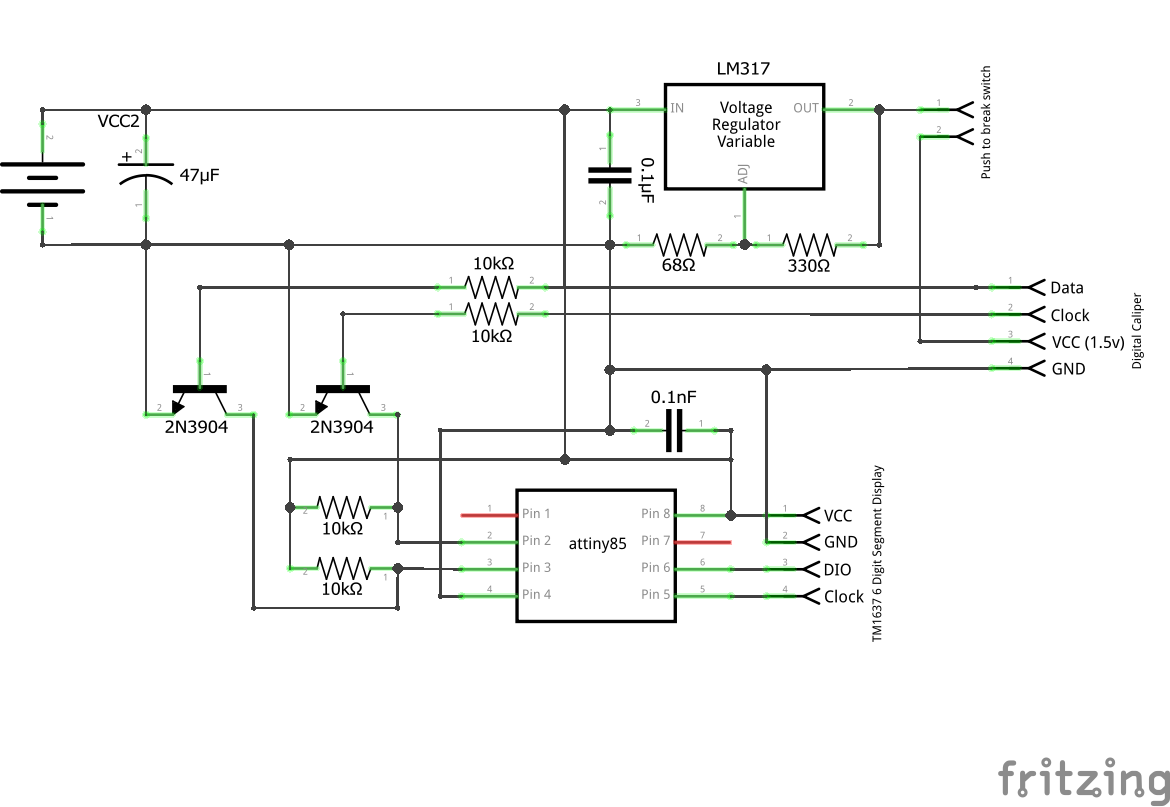 LM317
3
IN
Voltage
Regulator
Variable
OUT
2
ADJ
1
1
2
Push to break switch
VCC2
2
1
+
2
1
47µF
1
2
0.1µF
1
2
68Ω
1
2
330Ω
10kΩ
1
2
1
2
10kΩ
1
Data
2
Clock
3
VCC (1.5v)
4
GND
Digital Caliper
1
2
3
2N3904
1
2
3
2N3904
0.1nF
2
1
2
1
10kΩ
2
1
10kΩ
1
Pin 1
2
Pin 2
3
Pin 3
4
Pin 4
attiny85
Pin 8
8
Pin 7
7
Pin 6
6
Pin 5
5
1
VCC
2
GND
3
DIO
4
Clock
TM1637 6 Digit Segment Display
fritzing